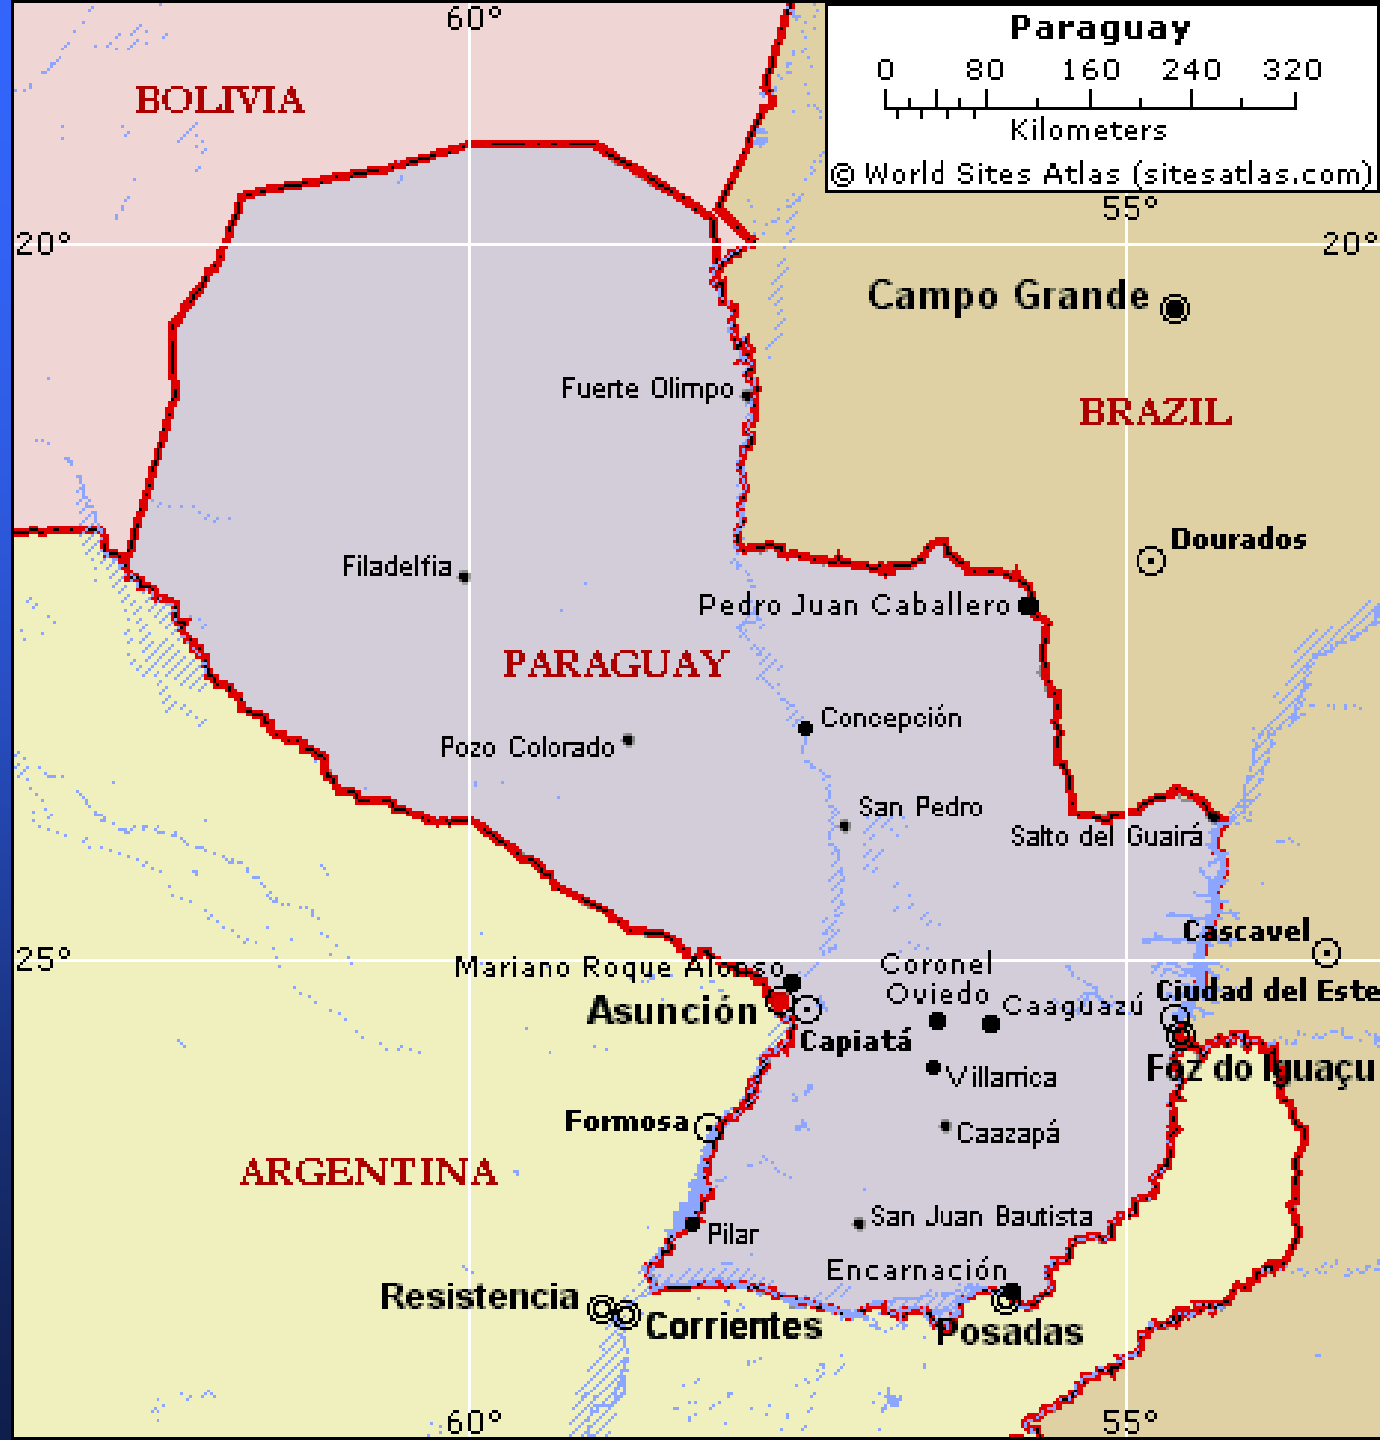 60°
Paraguay
0 80 160 240 320
Kilometers
© World Sites Atlas (sitesatlas.com)
BOLIVIA
55°
20°
20°
Campo Grande
Fuerte Olimpo
BRAZIL
Dourados
Filadelfia
Pedro Juan Caballero
PARAGUAY
Concepción
Pozo Colorado
San Pedro
Salto del Guairá
Cascavel
25°
Mariano Roque Alonso
Coronel
Oviedo
Ciudad del Este
Caaguazú
Asunción
Capiatá
Foz do Iguaçu
Villarrica
Formosa
Caazapá
ARGENTINA
San Juan Bautista
Pilar
Encarnación
Resistencia
Corrientes
Posadas
60°
55°